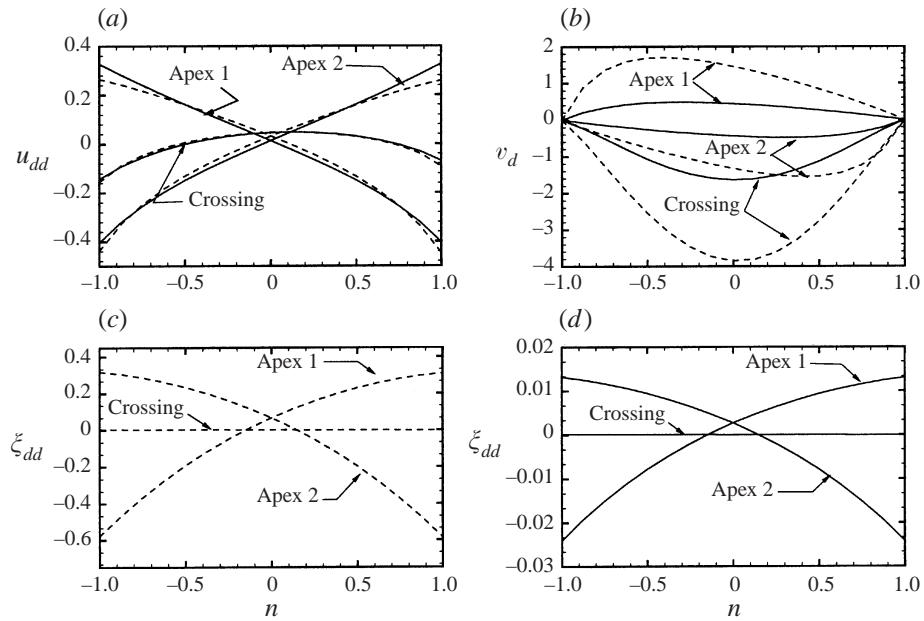 (a)
0.4
0.2
0
−0.2
−0.4
u_dd
Apex 1
Apex 2
Crossing
−1.0
−0.5
0
0.5
1.0
(b)
2
1
0
−1
−2
−3
−4
v_d
Apex 1
Apex 2
Crossing
−1.0
−0.5
0
0.5
1.0
(c)
0.4
0.2
0
−0.2
−0.4
−0.6
ξ_dd
Apex 1
Crossing
Apex 2
−1.0
−0.5
0
0.5
1.0
n
(d)
0.02
0.01
0
−0.01
−0.02
−0.03
ξ_dd
Apex 1
Crossing
Apex 2
−1.0
−0.5
0
0.5
1.0
n